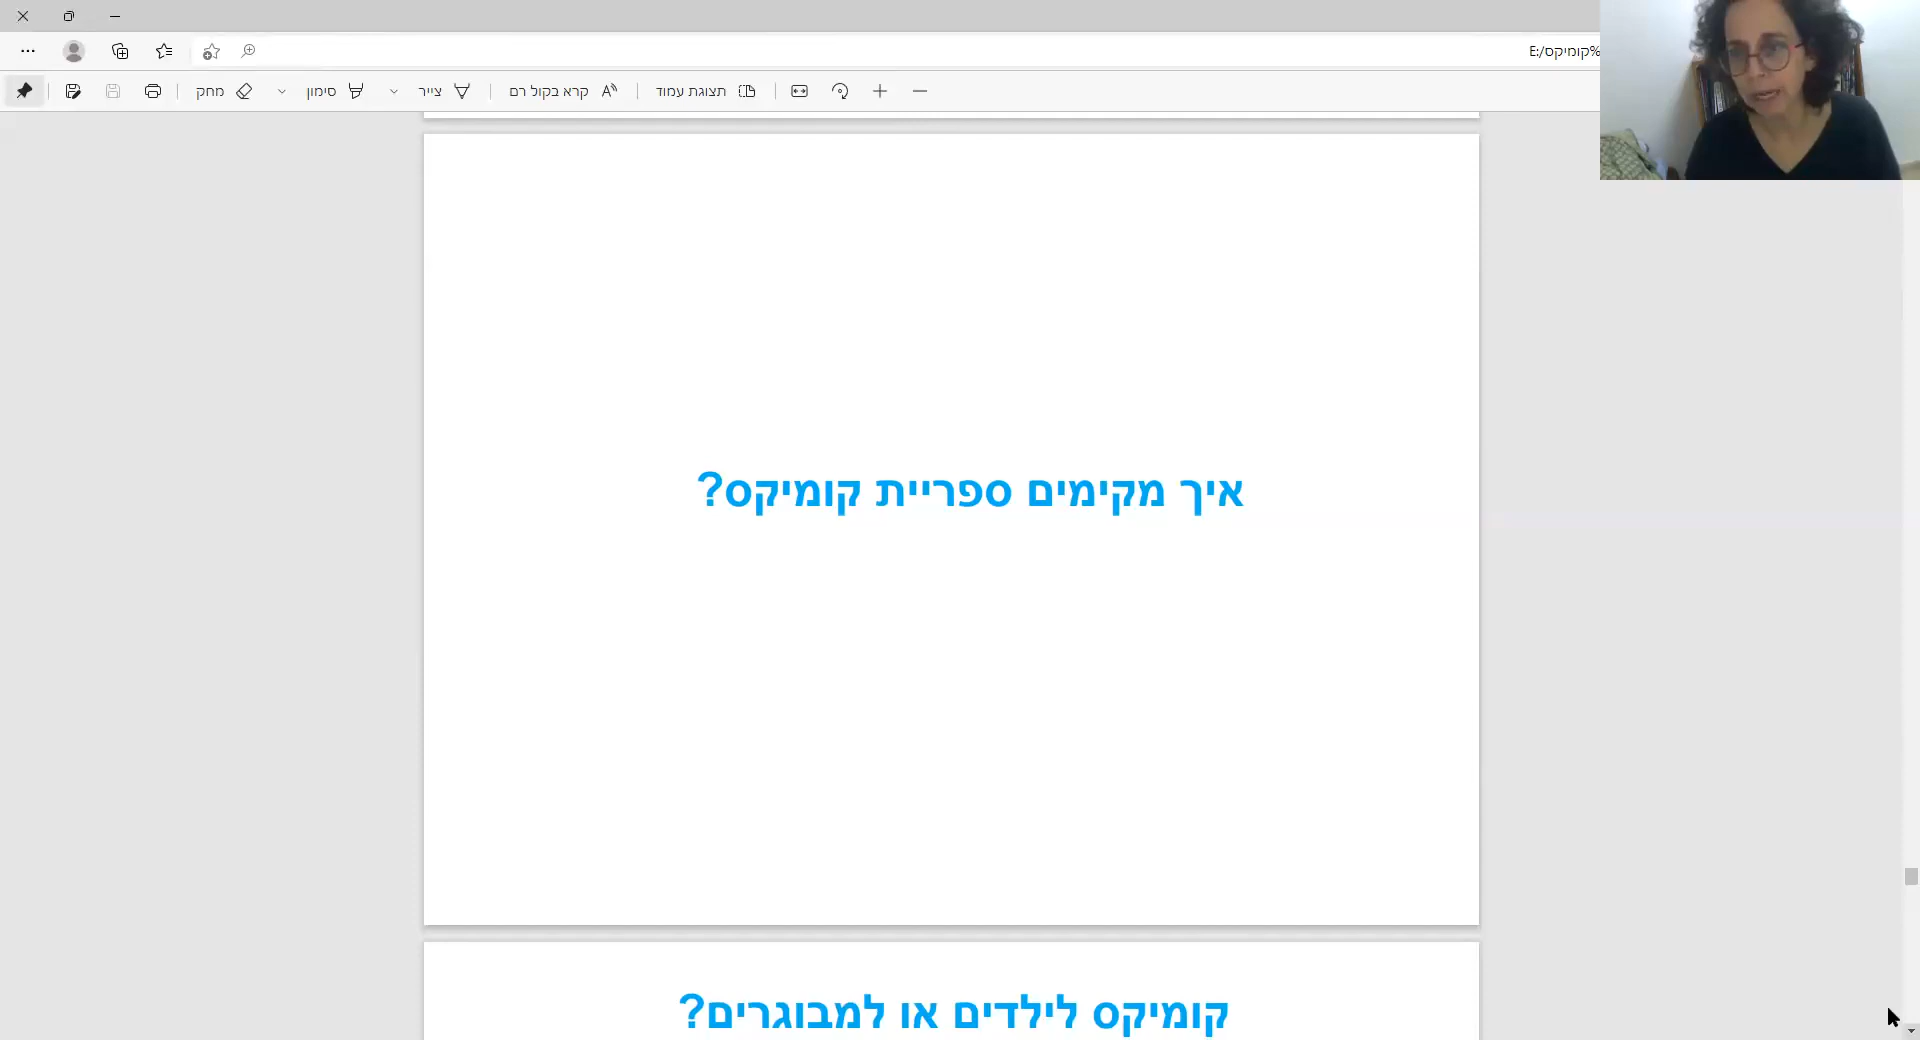 E:/קומיקס%
תצוגת עמוד
קרא בקול רם
צייר
סימון
מחק
איך מקימים ספריית קומיקס?
קומיקס לילדים או למבוגרים?